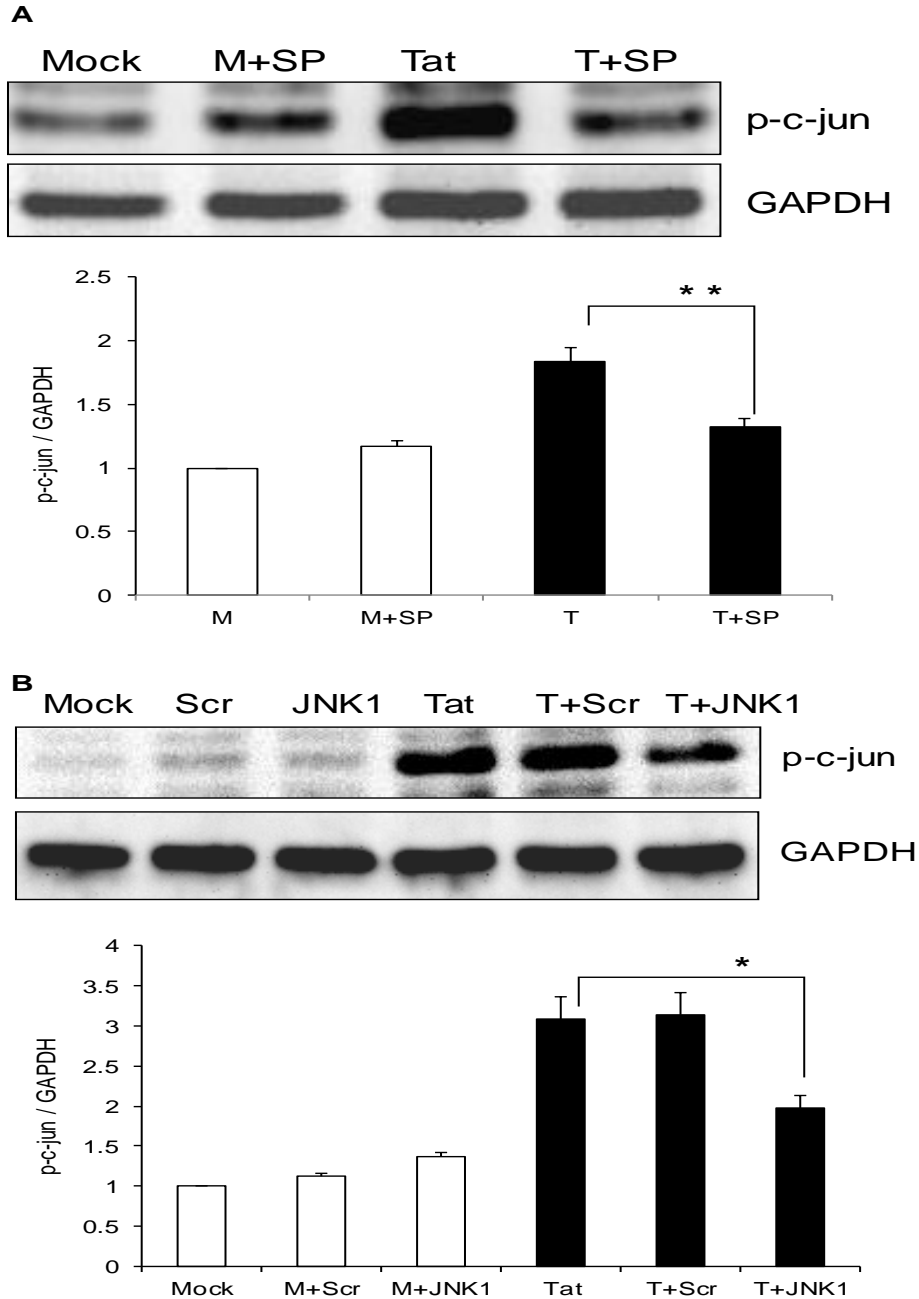 A
Mock M+SP Tat T+SP
p-c-jun
GAPDH
2.5
* *
2
1.5
1
0.5
0
p-c-jun / GAPDH
M M+SP T T+SP
B
Mock Scr JNK1 Tat T+Scr T+JNK1
p-c-jun
GAPDH
4
*
3.5
3
2.5
2
1.5
1
0.5
0
p-c-jun / GAPDH
Mock M+Scr M+JNK1 Tat T+Scr T+JNK1